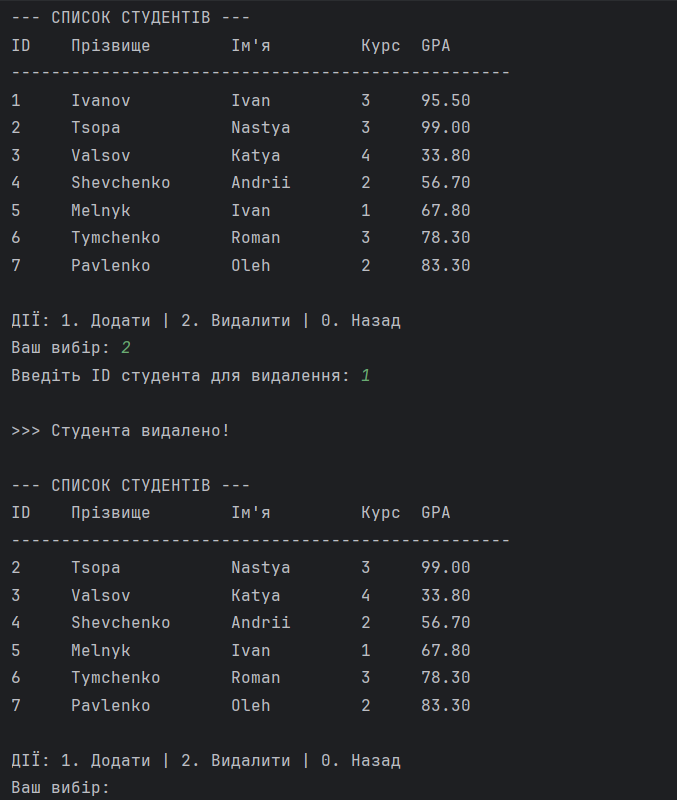 --- СПИСОК СТУДЕНТІВ ---
ID    Прізвище        Ім'я         Курс  GPA
--------------------------------------------------
1     Ivanov          Ivan         3     95.50
2     Tsopa           Nastya       3     99.00
3     Valsov          Katya        4     33.80
4     Shevchenko      Andrii       2     56.70
5     Melnyk          Ivan         1     67.80
6     Tymchenko       Roman        3     78.30
7     Pavlenko        Oleh         2     83.30
ДІЇ: 1. Додати | 2. Видалити | 0. Назад
Ваш вибір: 2
Введіть ID студента для видалення: 1
>>> Студента видалено!
--- СПИСОК СТУДЕНТІВ ---
ID    Прізвище        Ім'я         Курс  GPA
--------------------------------------------------
2     Tsopa           Nastya       3     99.00
3     Valsov          Katya        4     33.80
4     Shevchenko      Andrii       2     56.70
5     Melnyk          Ivan         1     67.80
6     Tymchenko       Roman        3     78.30
7     Pavlenko        Oleh         2     83.30
ДІЇ: 1. Додати | 2. Видалити | 0. Назад
Ваш вибір: